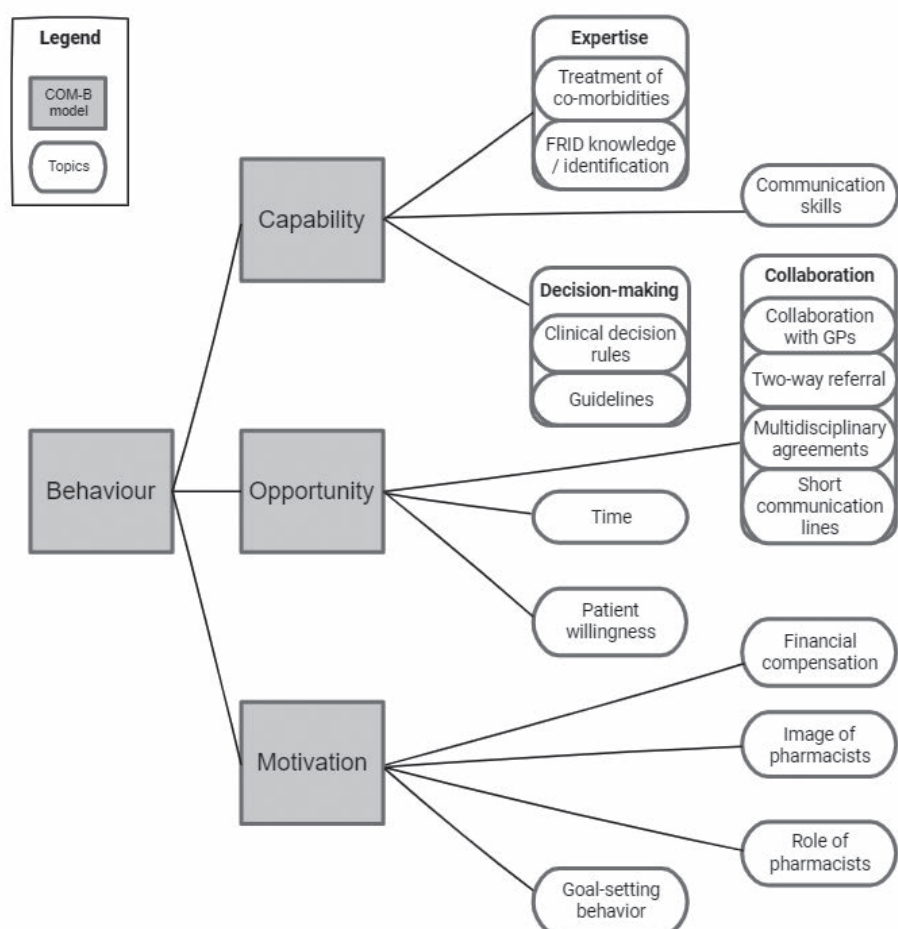 Legend
COM-B
model
Topics
Expertise
Treatment of
co-morbidities
FRID knowledge
/ identification
Capability
Communication
skills
Decision-making
Clinical decision
rules
Guidelines
Collaboration
Collaboration
with GPs
Two-way referral
Multidisciplinary
agreements
Short
communication
lines
Behaviour
Opportunity
Time
Patient
willingness
Motivation
Financial
compensation
Image of
pharmacists
Role of
pharmacists
Goal-setting
behavior